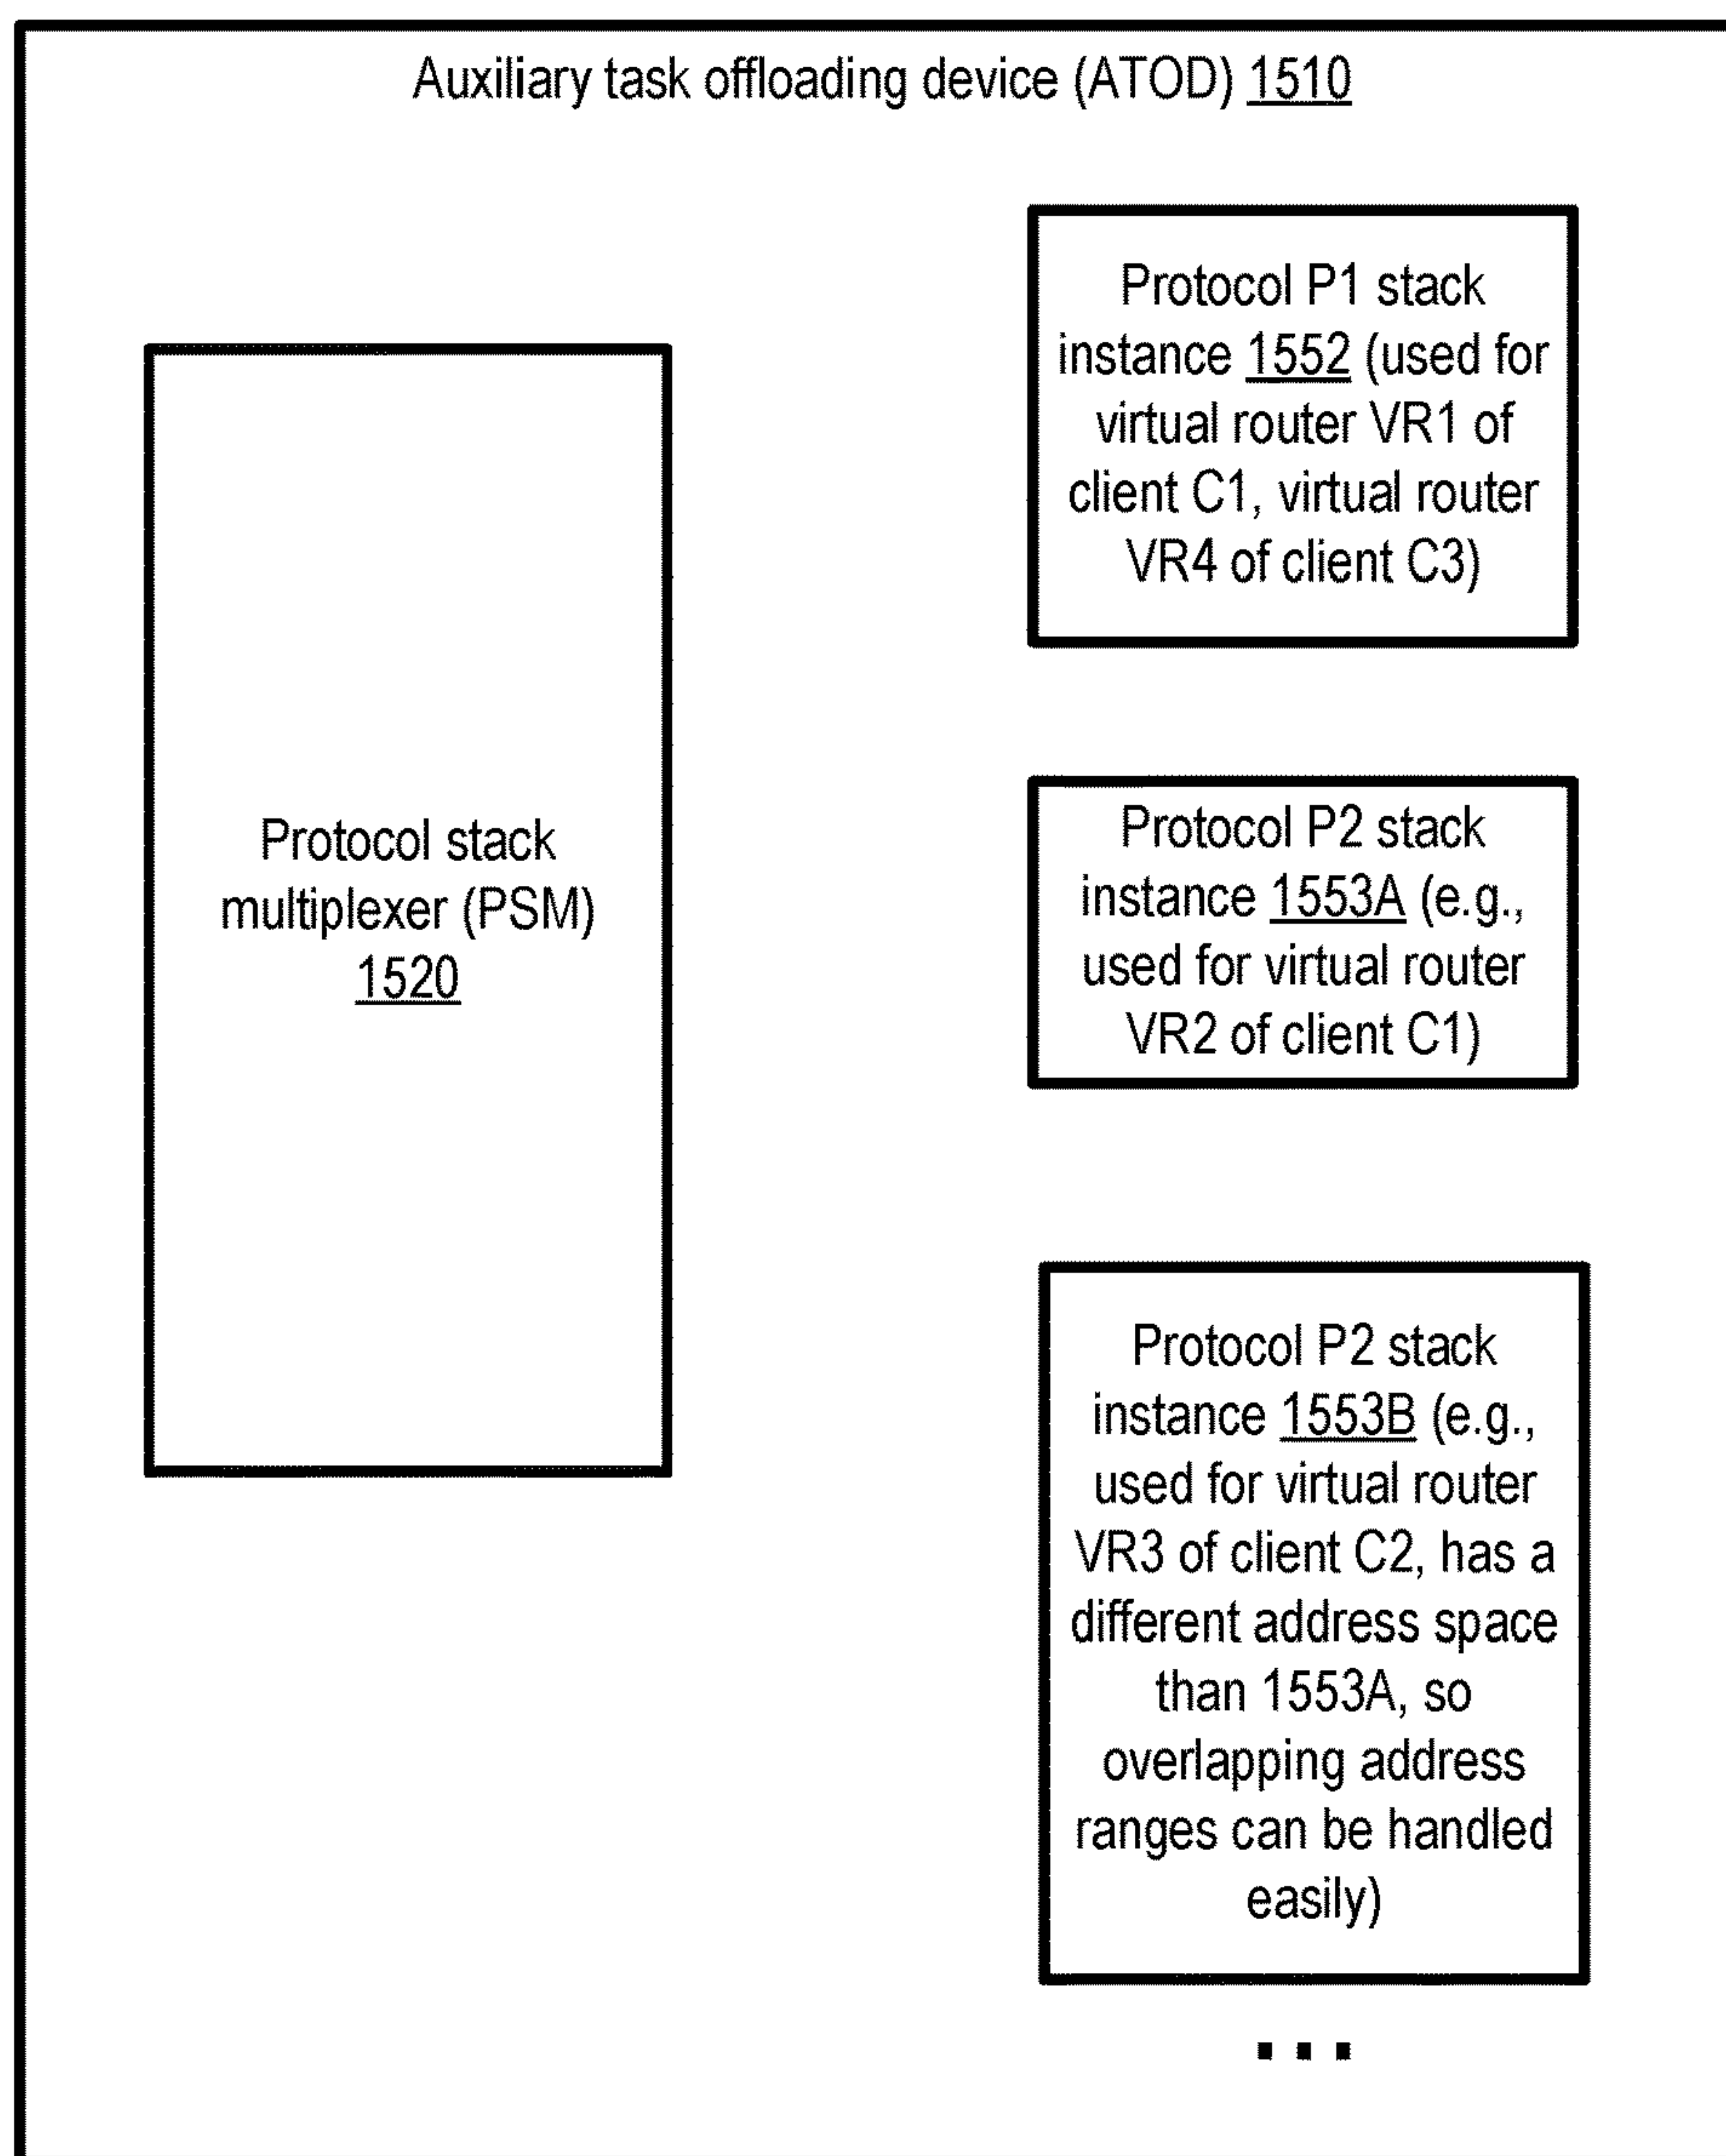 Auxiliary task offloading device (ATOD) 1510
Protocol P1 stack
instance 1552 (used for
virtual router VR1 of
client C1, virtual router
VR4 of client C3)
Protocol stack
multiplexer (PSM)
1520
Protocol P2 stack
instance 1553A (e.g.,
used for virtual router
VR2 of client C1)
Protocol P2 stack
instance 1553B (e.g.,
used for virtual router
VR3 of client C2, has a
different address space
than 1553A, so
overlapping address
ranges can be handled
easily)
...